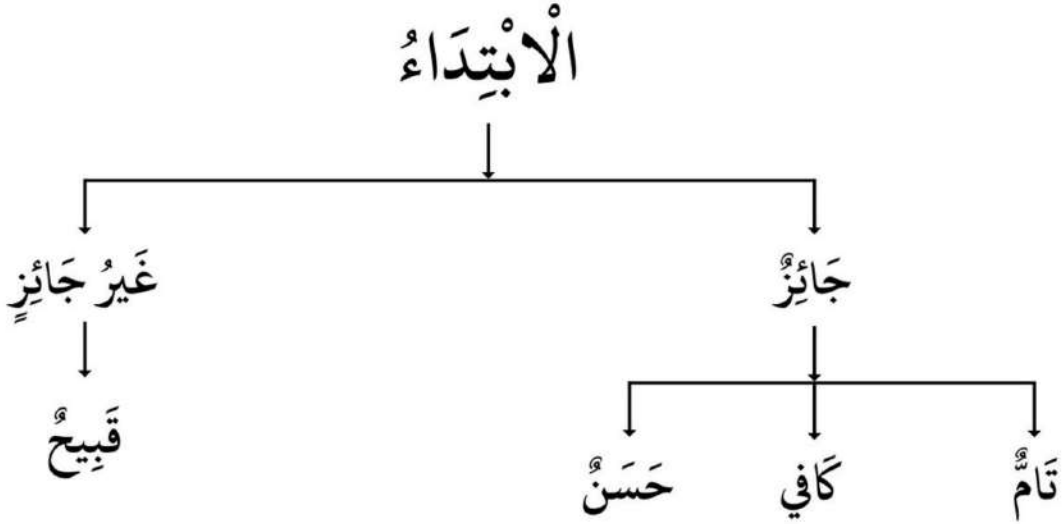 الْابْتِدَاءُ
جَائِزٌ
غَيرُ جَائِزٍ
تَامٌّ
كَافي
حَسَنٌ
قَبِيحٌ